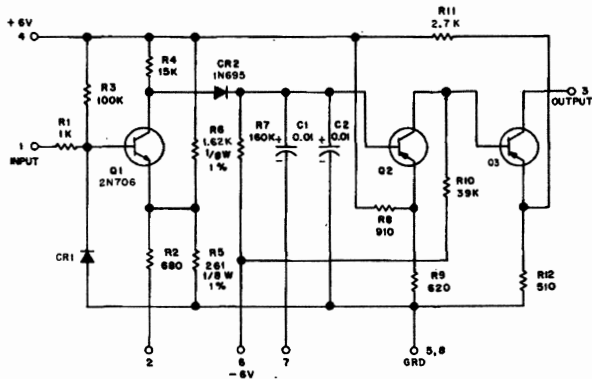 +6V
4
R11
2.7 K
R4
15K
CR2
1N695
R3
100K
3
OUTPUT
R1
1K
R6
1.62K
1/8W
1%
R7
160K
+
C1
0.01
+
C2
0.01
1
INPUT
Q1
2N706
Q2
Q3
R10
39K
R8
910
CR1
R2
680
R5
261
1/8 W
1%
R9
620
R12
510
2
6
-6V
7
5,8
GRD